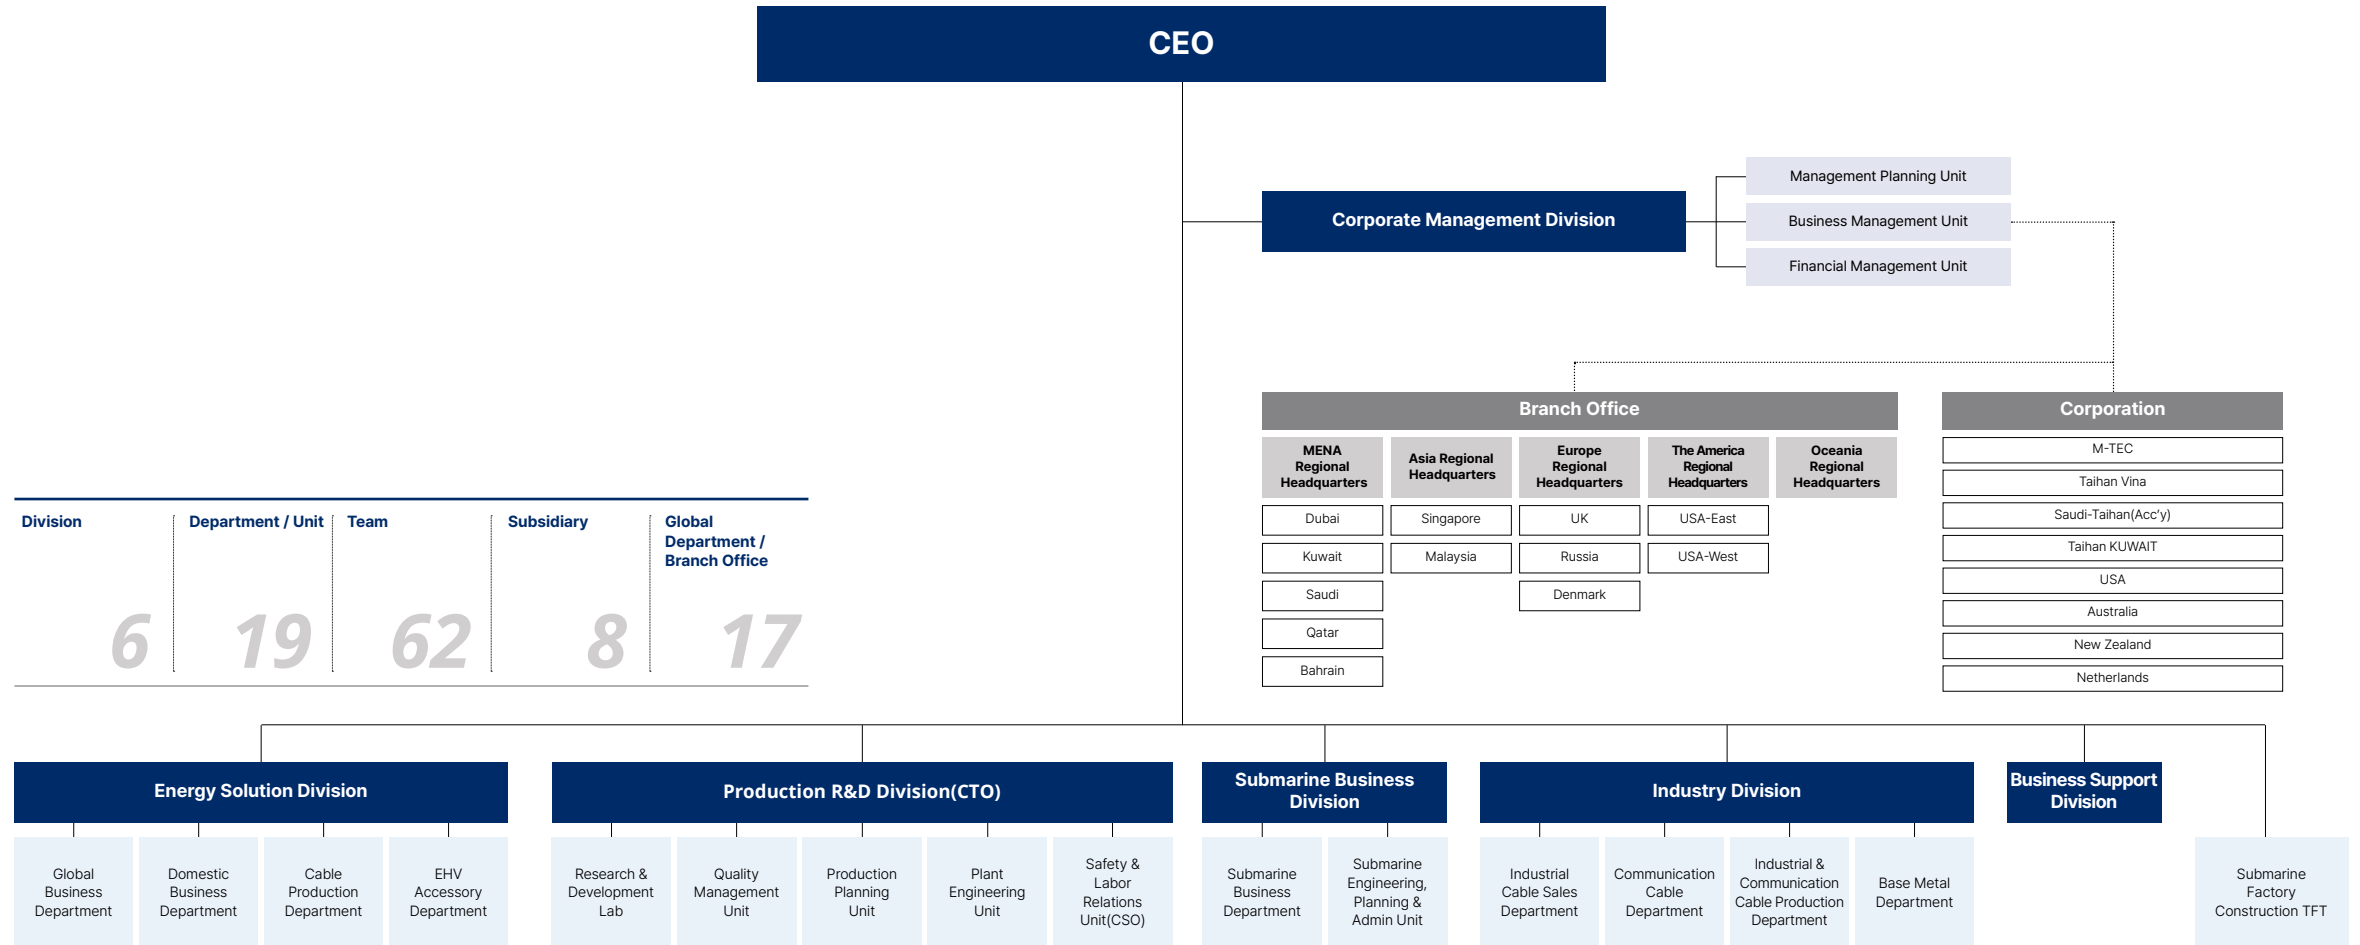 CEO
Management Planning Unit
Corporate Management Division
Business Management Unit
Financial Management Unit
Branch Office
Corporation
MENA
Regional
Headquarters
Asia Regional
Headquarters
Europe
Regional
Headquarters
The America
Regional
Headquarters
Oceania
Regional
Headquarters
Dubai
Kuwait
Saudi
Qatar
Bahrain
Singapore
Malaysia
UK
Russia
Denmark
USA-East
USA-West
M-TEC
Taihan Vina
Saudi-Taihan(Acc'y)
Taihan KUWAIT
USA
Australia
New Zealand
Netherlands
Division
6
Department / Unit
19
Team
62
Subsidiary
8
Global
Department /
Branch Office
17
Energy Solution Division
Global
Business
Department
Domestic
Business
Department
Cable
Production
Department
EHV
Accessory
Department
Production R&D Division(CTO)
Research &
Development
Lab
Quality
Management
Unit
Production
Planning
Unit
Plant
Engineering
Unit
Safety &
Labor
Relations
Unit(CSO)
Submarine Business
Division
Submarine
Business
Department
Submarine
Engineering,
Planning &
Admin Unit
Industry Division
Industrial
Cable Sales
Department
Communication
Cable
Department
Industrial &
Communication
Cable Production
Department
Base Metal
Department
Business Support
Division
Submarine
Factory
Construction TFT